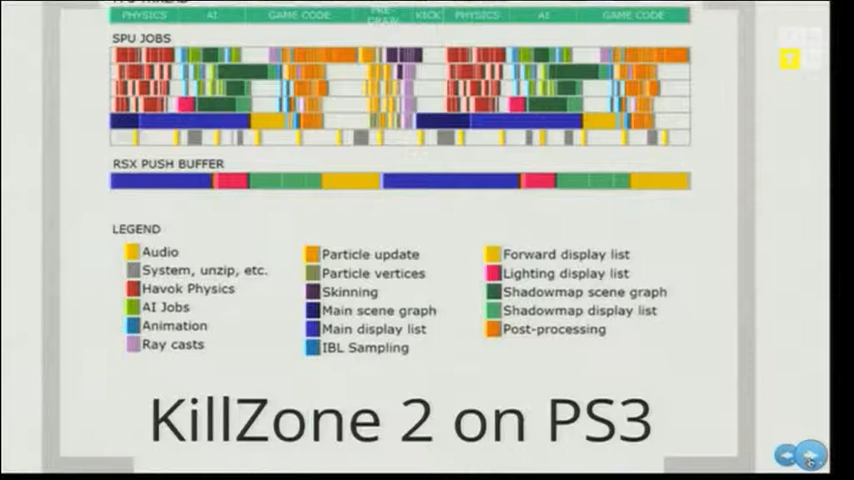 PHYSICS AI GAME CODE PRE-DRAW KICK PHYSICS AI GAME CODE
SPU JOBS
RSX PUSH BUFFER
LEGEND
Audio
System, unzip, etc.
Havok Physics
AI Jobs
Animation
Ray casts
Particle update
Particle vertices
Skinning
Main scene graph
Main display list
IBL Sampling
Forward display list
Lighting display list
Shadowmap scene graph
Shadowmap display list
Post-processing
KillZone 2 on PS3